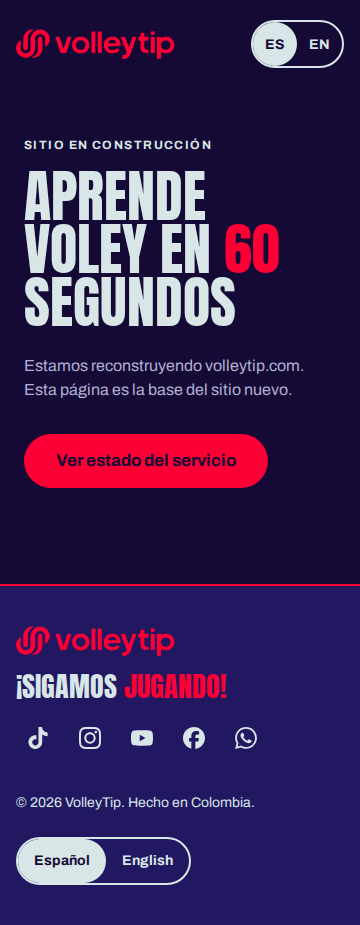 volleytip
ES EN
SITIO EN CONSTRUCCIÓN
APRENDE
VOLEY EN 60
SEGUNDOS
Estamos reconstruyendo volleytip.com.
Esta página es la base del sitio nuevo.
Ver estado del servicio
volleytip
¡SIGAMOS JUGANDO!
© 2026 VolleyTip. Hecho en Colombia.
Español English